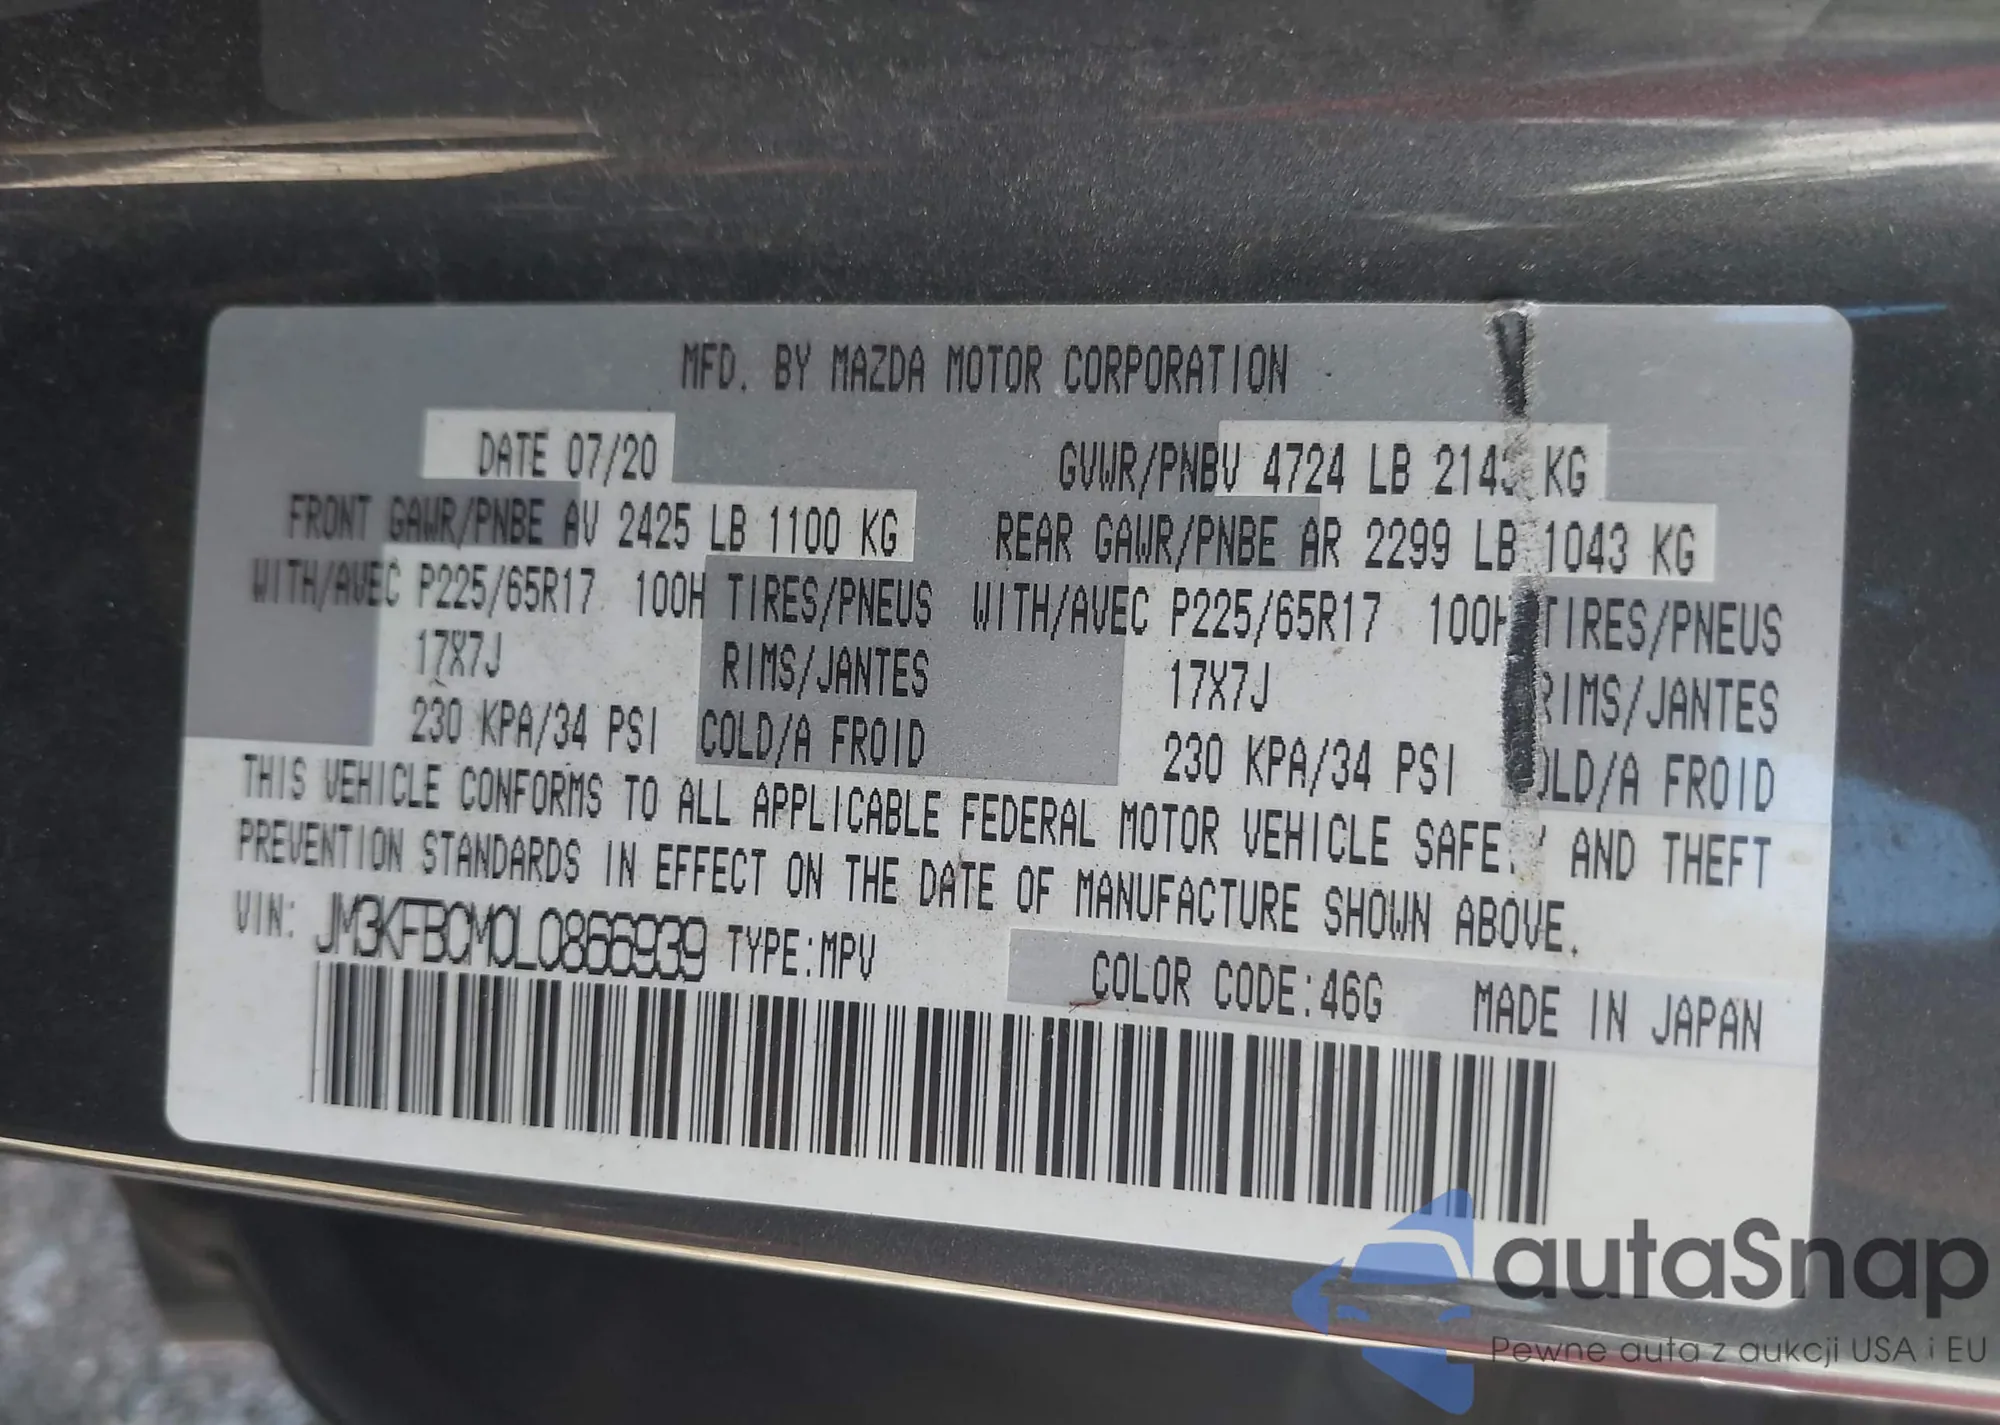 MFD. BY MAZDA MOTOR CORPORATION
DATE 07/20 GVWR/PNBV 4724 LB 2143 KG
FRONT GAWR/PNBE AV 2425 LB 1100 KG REAR GAWR/PNBE AR 2299 LB 1043 KG
WITH/AVEC P225/65R17 100H TIRES/PNEUS WITH/AVEC P225/65R17 100H TIRES/PNEUS
17X7J RIMS/JANTES 17X7J RIMS/JANTES
230 KPA/34 PSI COLD/A FROID 230 KPA/34 PSI COLD/A FROID
THIS VEHICLE CONFORMS TO ALL APPLICABLE FEDERAL MOTOR VEHICLE SAFETY AND THEFT
PREVENTION STANDARDS IN EFFECT ON THE DATE OF MANUFACTURE SHOWN ABOVE.
VIN: JM3KFBCM0L0866939 TYPE:MPV COLOR CODE:46G MADE IN JAPAN
autaSnap
Pewne auta z aukcji USA i EU